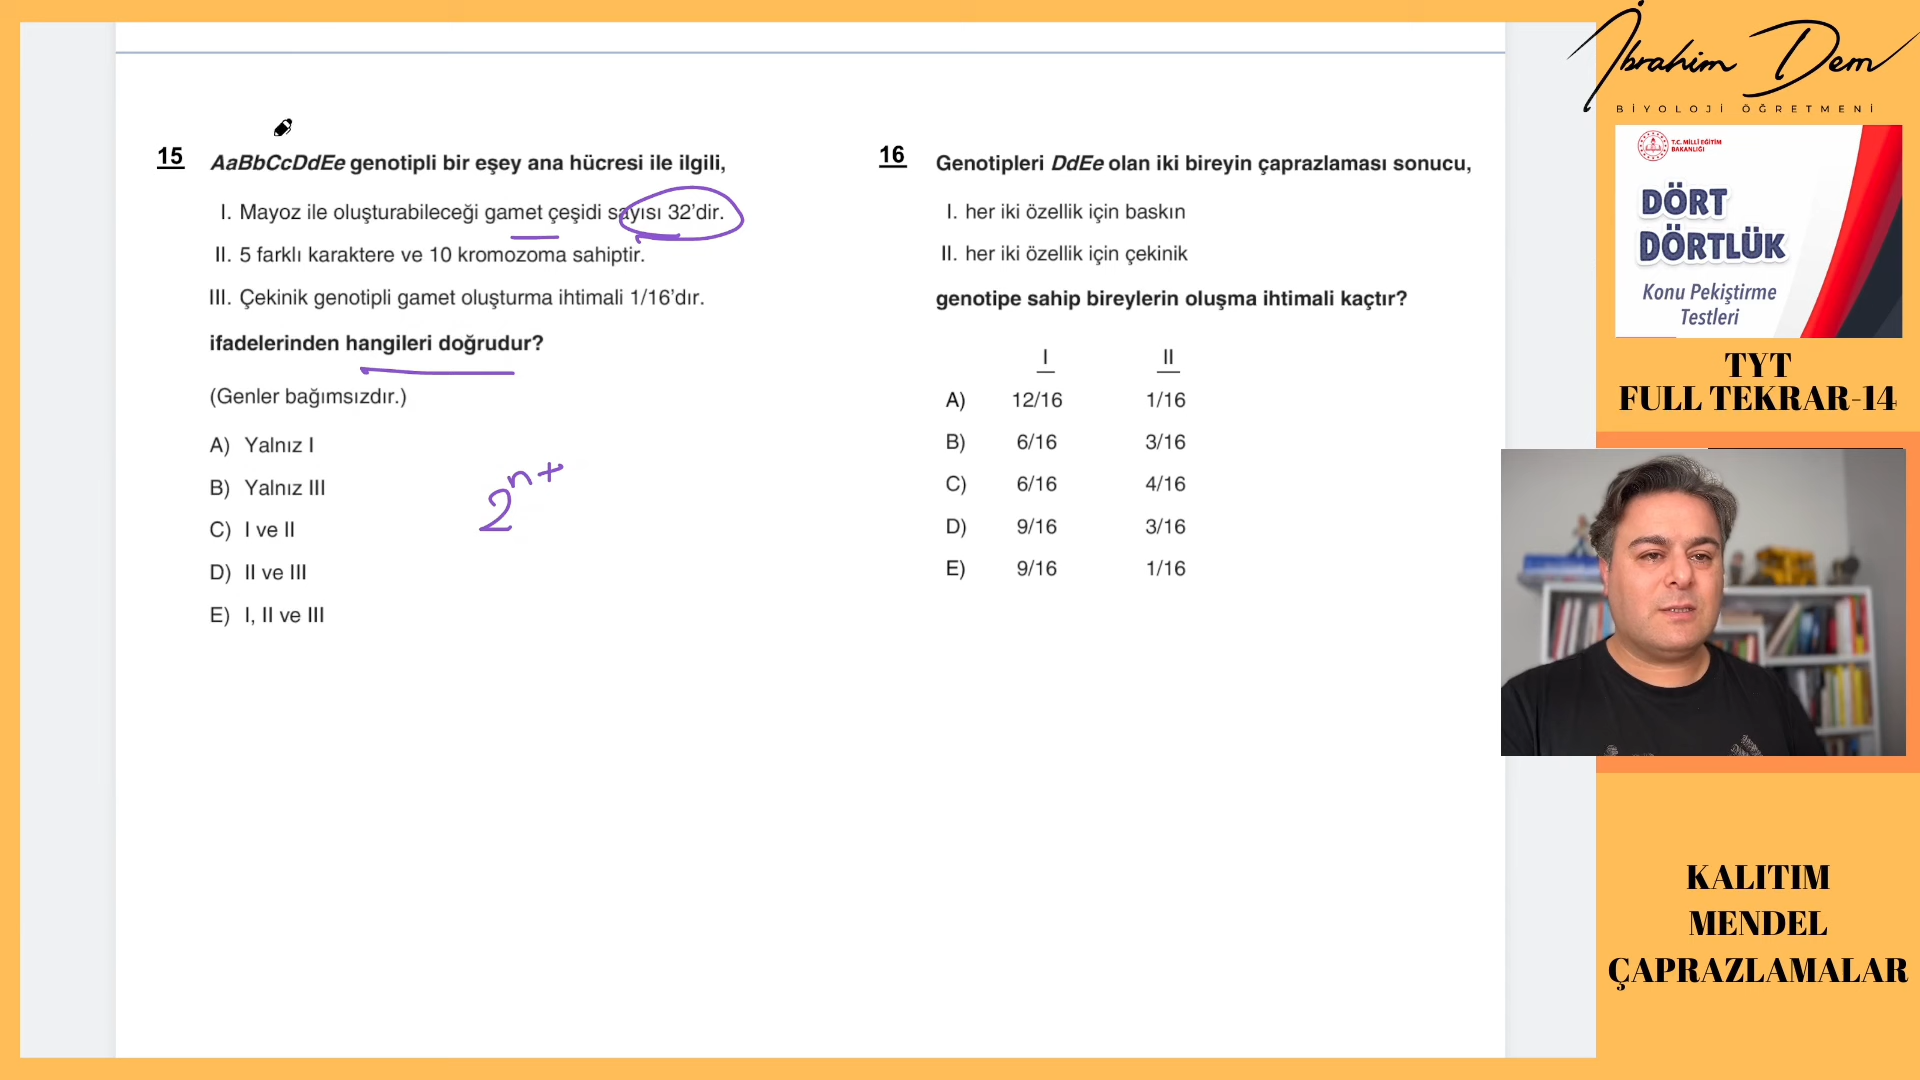 İbrahim Dem
BİYOLOJİ ÖĞRETMENİ
T.C. MİLLÎ EĞİTİM
BAKANLIĞI
DÖRT
DÖRTLÜK
Konu Pekiştirme
Testleri
TYT
FULL TEKRAR-14
KALITIM
MENDEL
ÇAPRAZLAMALAR
15 AaBbCcDdEe genotipli bir eşey ana hücresi ile ilgili,
I. Mayoz ile oluşturabileceği gamet çeşidi sayısı 32'dir.
II. 5 farklı karaktere ve 10 kromozoma sahiptir.
III. Çekinik genotipli gamet oluşturma ihtimali 1/16'dır.
ifadelerinden hangileri doğrudur?
(Genler bağımsızdır.)
A) Yalnız I
B) Yalnız III
C) I ve II
D) II ve III
E) I, II ve III
2ⁿ⁺
16 Genotipleri DdEe olan iki bireyin çaprazlaması sonucu,
I. her iki özellik için baskın
II. her iki özellik için çekinik
genotipe sahip bireylerin oluşma ihtimali kaçtır?
I II
A) 12/16 1/16
B) 6/16 3/16
C) 6/16 4/16
D) 9/16 3/16
E) 9/16 1/16